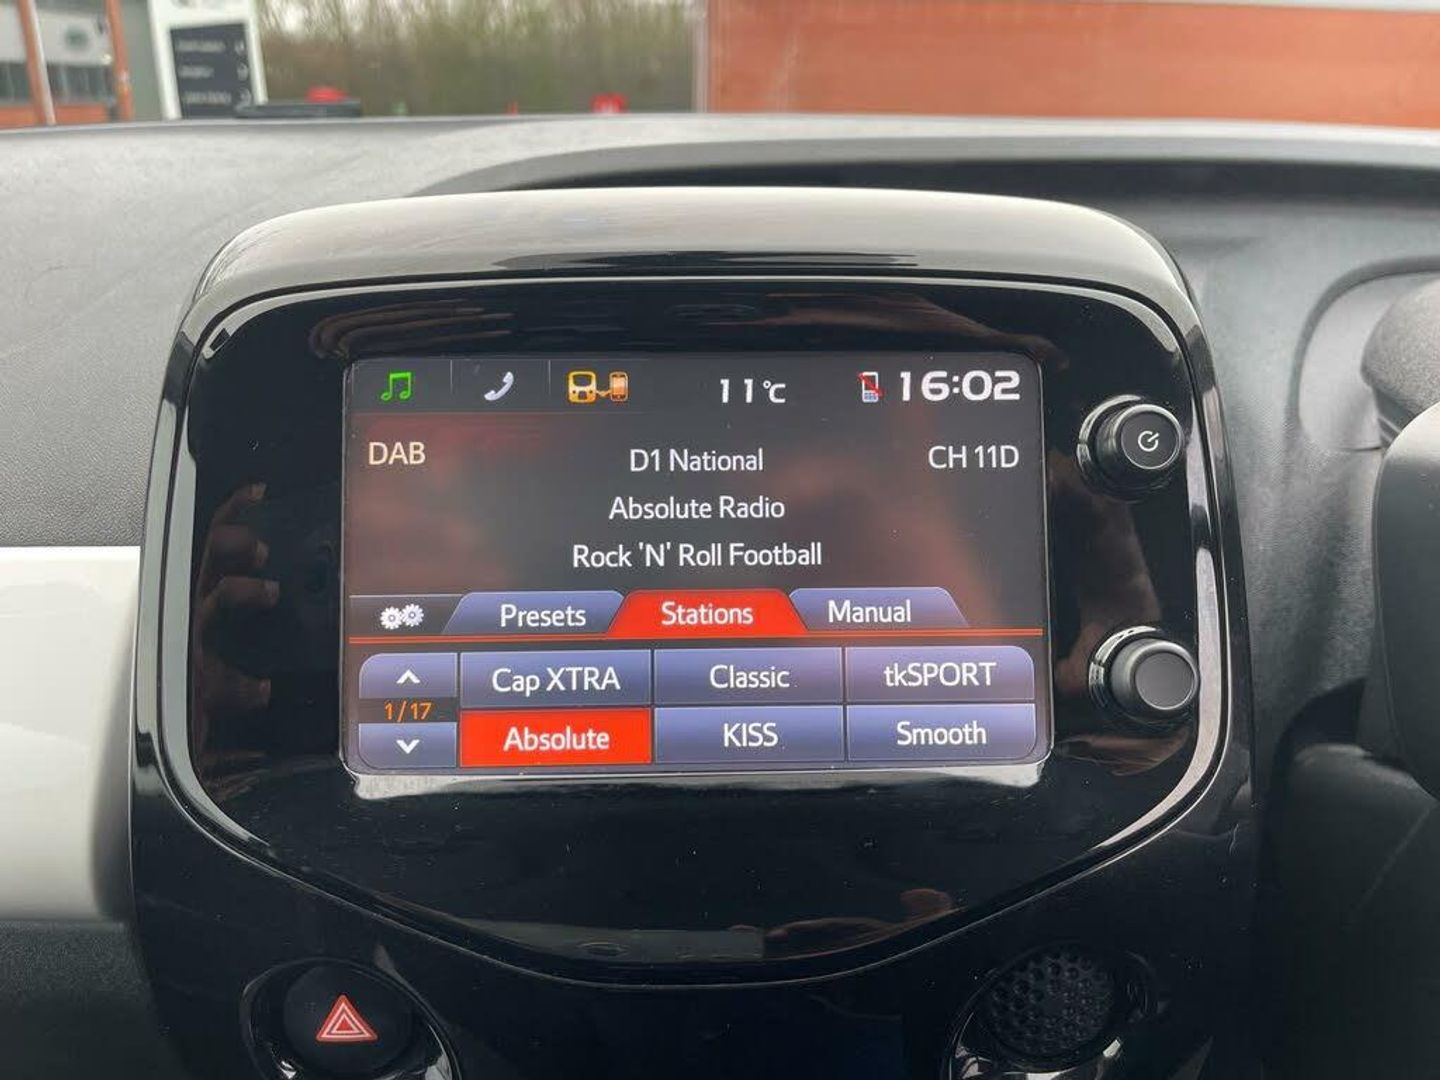 11°C 16:02
DAB D1 National CH 11D
Absolute Radio
Rock 'N' Roll Football
Presets Stations Manual
Cap XTRA Classic tkSPORT
1/17
Absolute KISS Smooth